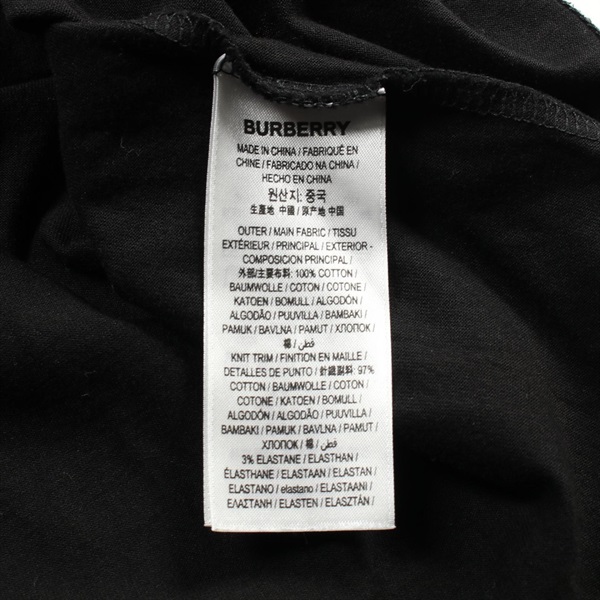 BURBERRY
MADE IN CHINA / FABRIQUÉ EN
CHINE / FABRICADO NA CHINA /
HECHO EN CHINA
원산지: 중국
生產地 中國 / 原产地 中国
OUTER / MAIN FABRIC / TISSU
EXTÉRIEUR / PRINCIPAL / EXTERIOR -
COMPOSICIÓN PRINCIPAL /
外部/主要布料: 100% COTTON /
BAUMWOLLE / COTON / COTONE /
KATOEN / BOMULL / ALGODÓN /
ALGODÃO / PUUVILLA / BAMBAKI /
PAMUK / BAVLNA / PAMUT / ХЛОПОК /
棉 / قطن /
KNIT TRIM / FINITION EN MAILLE /
DETALLES DE PUNTO / 針織副料: 97%
COTTON / BAUMWOLLE / COTON /
COTONE / KATOEN / BOMULL /
ALGODÓN / ALGODÃO / PUUVILLA /
BAMBAKI / PAMUK / BAVLNA / PAMUT /
ХЛОПОК / 棉 / قطن /
3% ELASTANE / ELASTHAN /
ÉLASTHANE / ELASTAAN / ELASTAN /
ELASTANO / elastano / ELASTAANI /
ΕΛΑΣΤΑΝΗ / ELASTEN / ELASZTÁN /